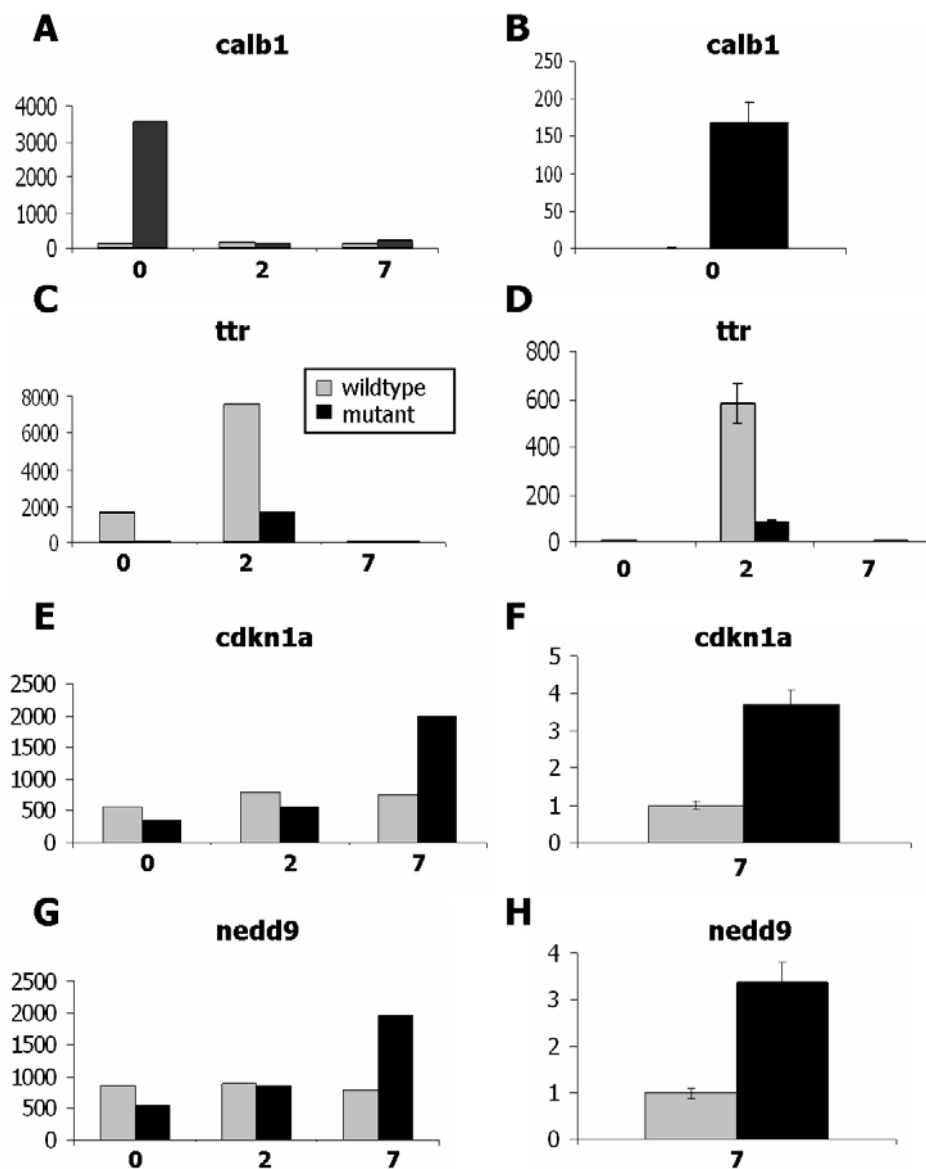 A
calb1
4000
3000
2000
1000
0
0 2 7
B
calb1
250
200
150
100
50
0
0
C
ttr
wildtype
mutant
8000
6000
4000
2000
0
0 2 7
D
ttr
800
600
400
200
0
0 2 7
E
cdkn1a
2500
2000
1500
1000
500
0
0 2 7
F
cdkn1a
5
4
3
2
1
0
7
G
nedd9
2500
2000
1500
1000
500
0
0 2 7
H
nedd9
4
3
2
1
0
7